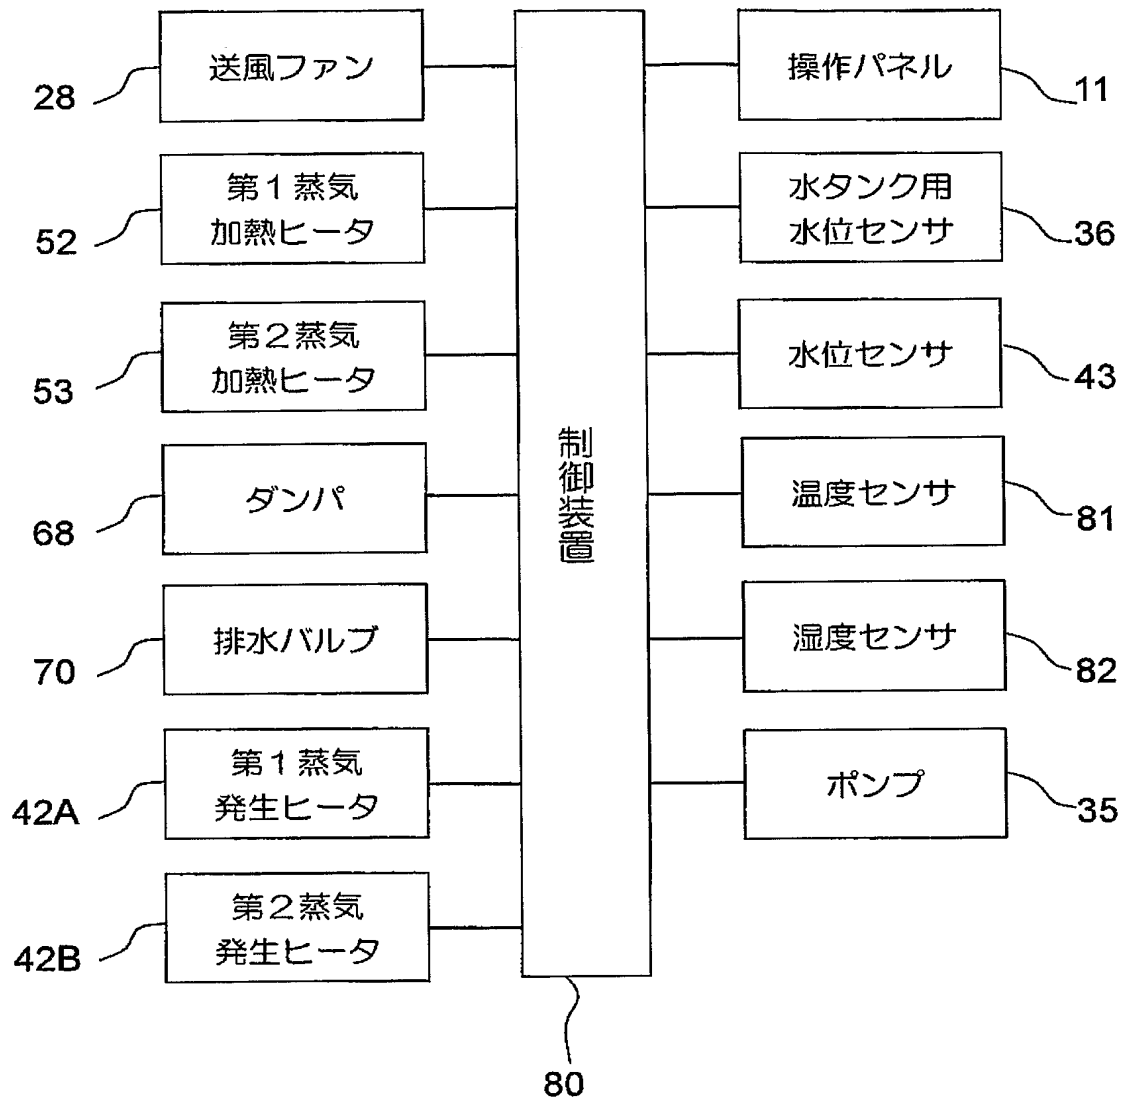 送風ファン
28
第1蒸気
加熱ヒータ
52
第2蒸気
加熱ヒータ
53
ダンパ
68
排水バルブ
70
第1蒸気
発生ヒータ
42A
第2蒸気
発生ヒータ
42B
制御装置
80
操作パネル
11
水タンク用
水位センサ
36
水位センサ
43
温度センサ
81
湿度センサ
82
ポンプ
35